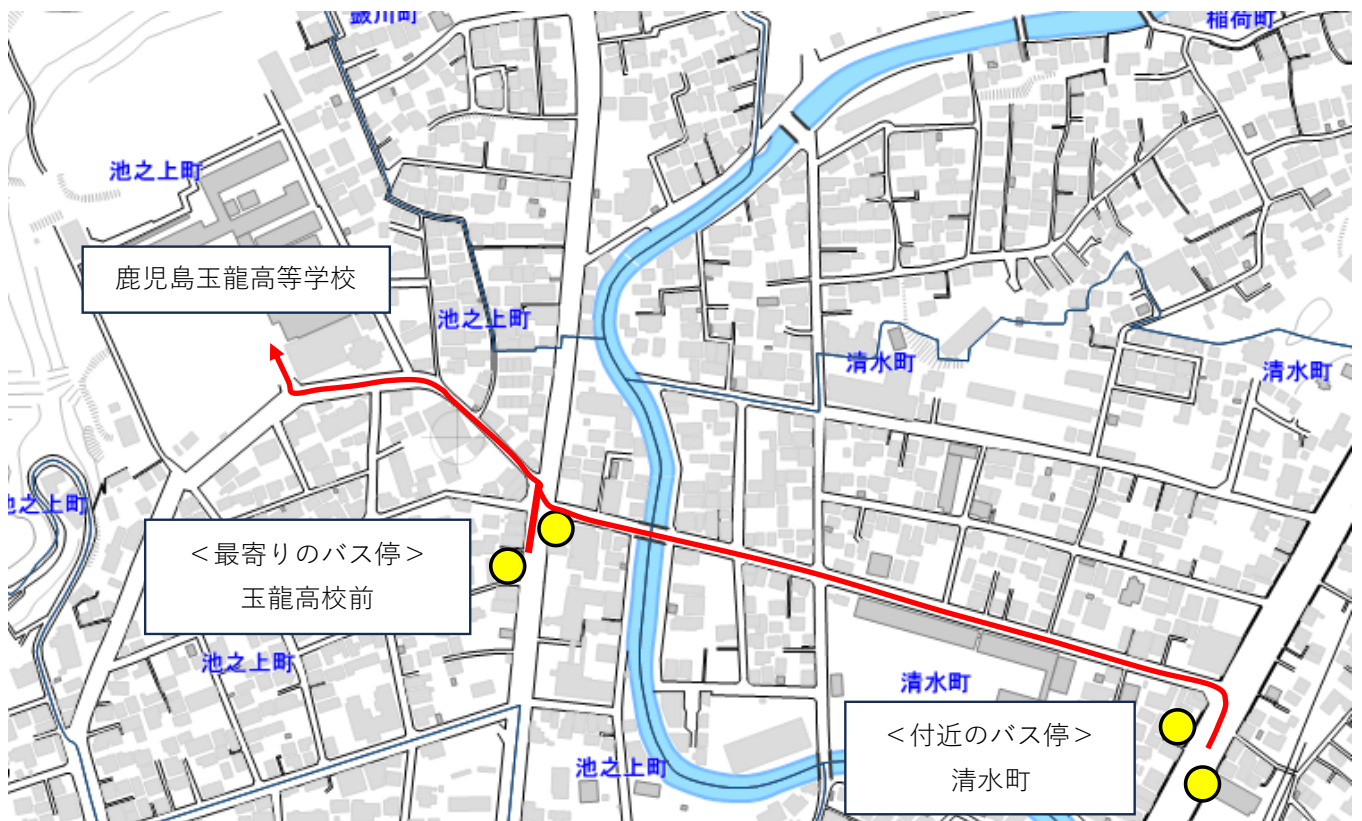 皷川町
稲荷町
池之上町
鹿児島玉龍高等学校
池之上町
清水町
清水町
池之上町
＜最寄りのバス停＞
玉龍高校前
池之上町
清水町
＜付近のバス停＞
清水町
池之上町